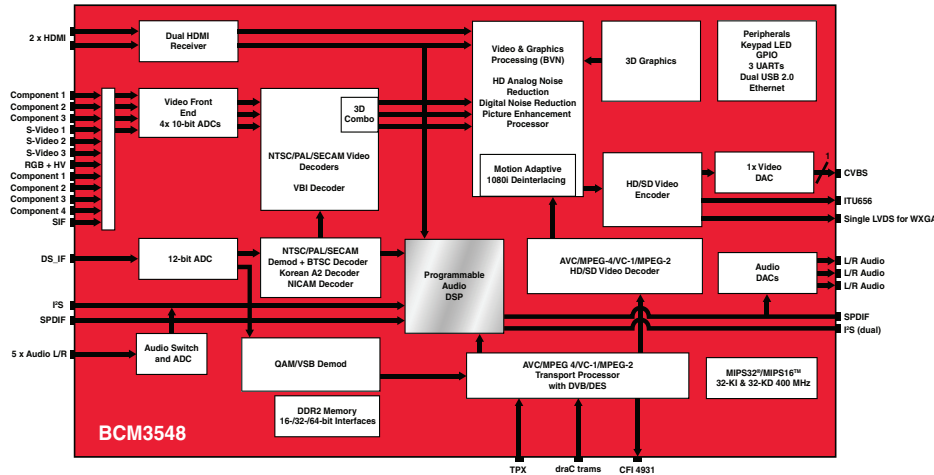 2 x HDMI
Component 1
Component 2
Component 3
S-Video 1
S-Video 2
S-Video 3
RGB + HV
Component 1
Component 2
Component 3
Component 4
SIF
DS_IF
I²S
SPDIF
5 x Audio L/R
Dual HDMI
Receiver
Video Front
End
4x 10-bit ADCs
3D
Combo
NTSC/PAL/SECAM Video
Decoders
VBI Decoder
12-bit ADC
NTSC/PAL/SECAM
Demod + BTSC Decoder
Korean A2 Decoder
NICAM Decoder
Audio Switch
and ADC
QAM/VSB Demod
DDR2 Memory
16-/32-/64-bit Interfaces
BCM3548
Video & Graphics
Processing (BVN)
HD Analog Noise
Reduction
Digital Noise Reduction
Picture Enhancement
Processor
Motion Adaptive
1080i Deinterlacing
3D Graphics
Peripherals
Keypad LED
GPIO
3 UARTs
Dual USB 2.0
Ethernet
HD/SD Video
Encoder
1x Video
DAC
1
Programmable
Audio
DSP
AVC/MPEG-4/VC-1/MPEG-2
HD/SD Video Decoder
Audio
DACs
AVC/MPEG 4/VC-1/MPEG-2
Transport Processor
with DVB/DES
MIPS32®/MIPS16™
32-KI & 32-KD 400 MHz
CVBS
ITU656
Single LVDS for WXGA
L/R Audio
L/R Audio
L/R Audio
SPDIF
I²S (dual)
TPX
draC trams
CFI 4931